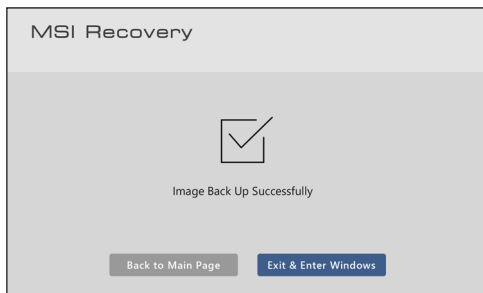 MSI Recovery
Image Back Up Successfully
Back to Main Page
Exit & Enter Windows